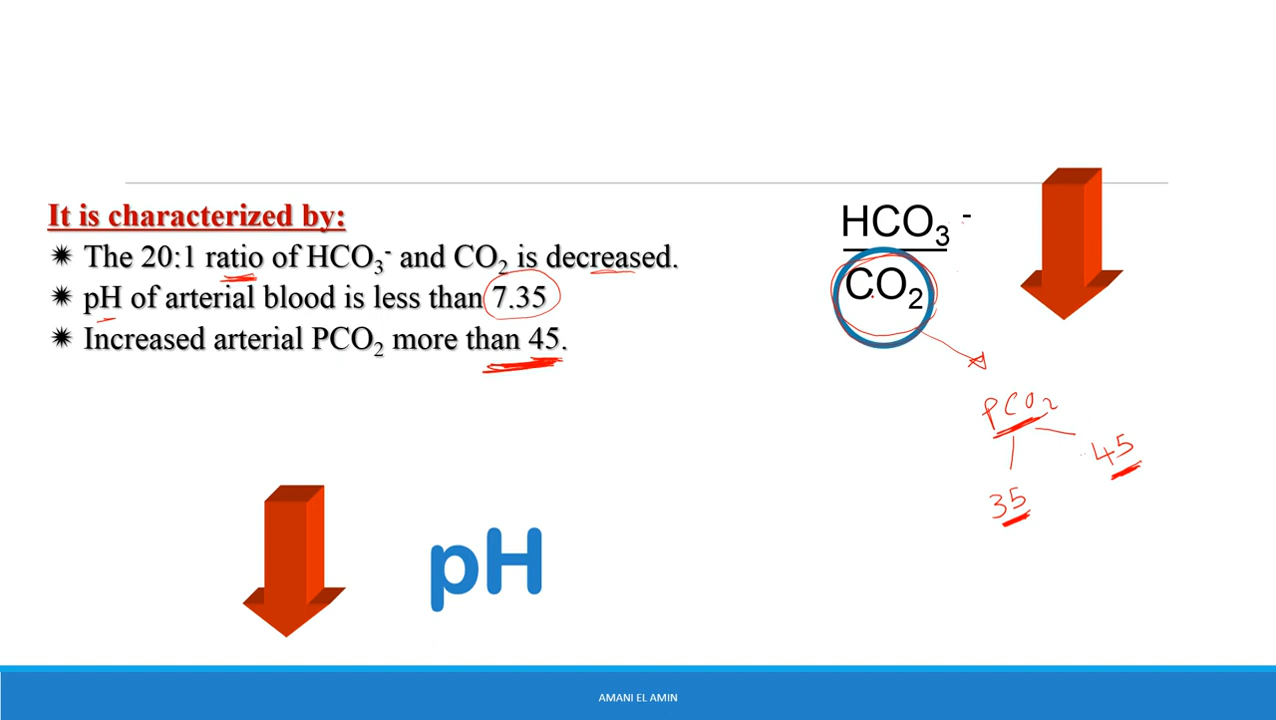 It is characterized by:
✷ The 20:1 ratio of HCO₃⁻ and CO₂ is decreased.
✷ pH of arterial blood is less than 7.35
✷ Increased arterial PCO₂ more than 45.
HCO₃⁻
CO₂
PCO₂
45
35
pH
AMANI EL AMIN